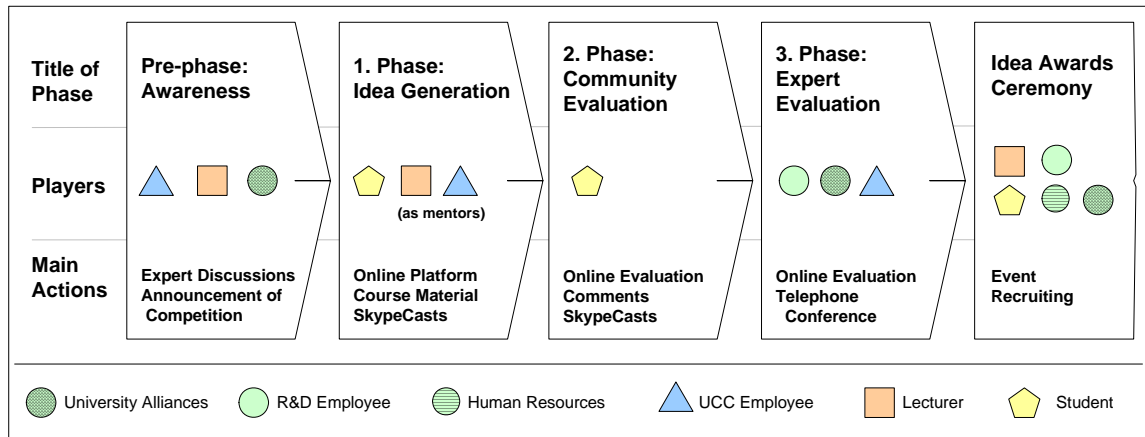 Title of
Phase
Pre-phase:
Awareness
1. Phase:
Idea Generation
2. Phase:
Community
Evaluation
3. Phase:
Expert
Evaluation
Idea Awards
Ceremony
Players
(as mentors)
Main
Actions
Expert Discussions
Announcement of
Competition
Online Platform
Course Material
SkypeCasts
Online Evaluation
Comments
SkypeCasts
Online Evaluation
Telephone
Conference
Event
Recruiting
University Alliances
R&D Employee
Human Resources
UCC Employee
Lecturer
Student